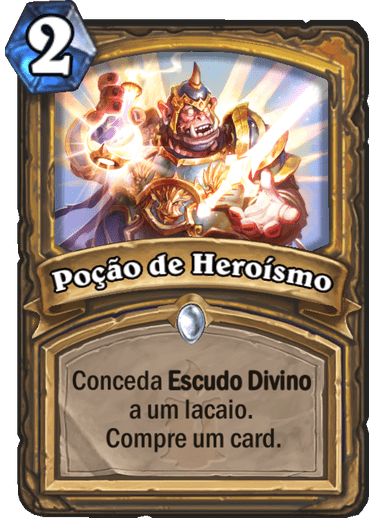 2
Poção de Heroísmo
Conceda Escudo Divino
a um lacaio.
Compre um card.